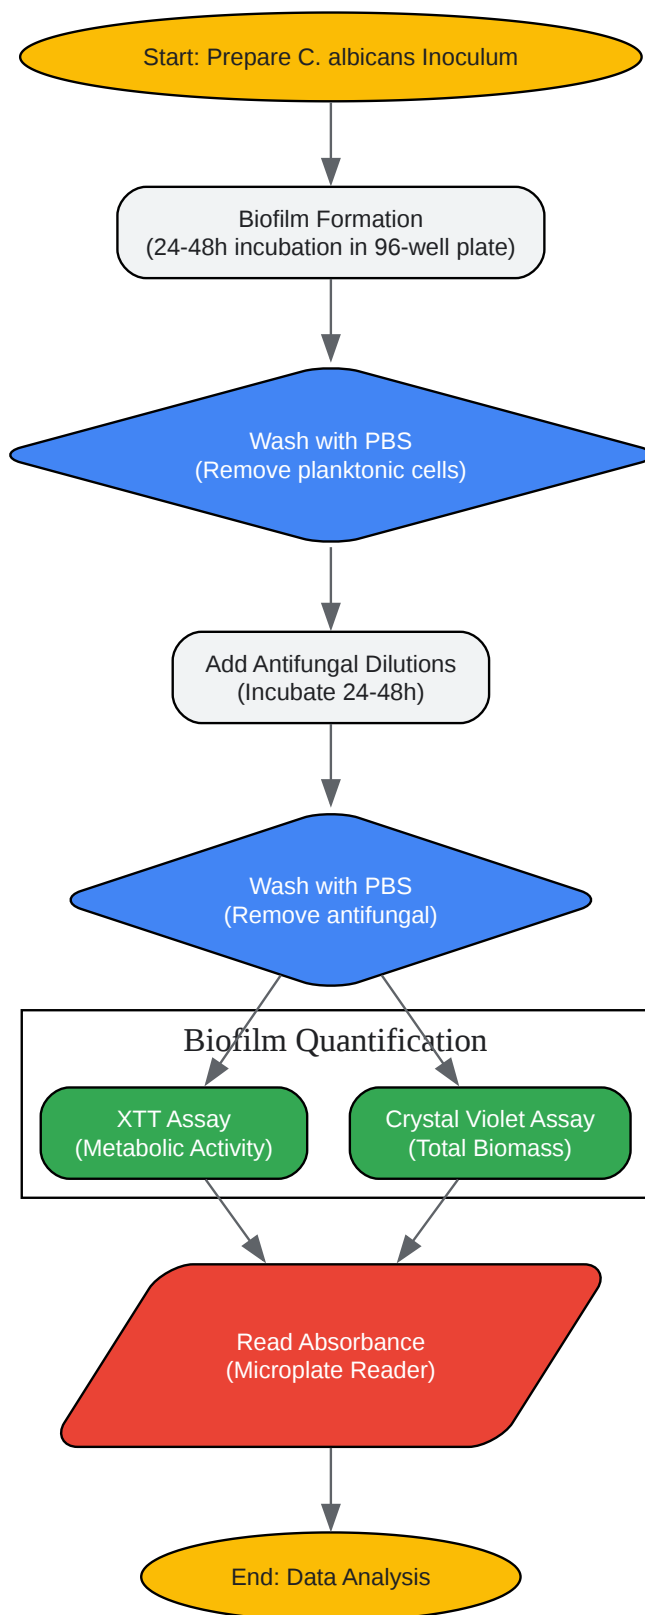 Start: Prepare C. albicans Inoculum
Biofilm Formation
(24-48h incubation in 96-well plate)
Wash with PBS
(Remove planktonic cells)
Add Antifungal Dilutions
(Incubate 24-48h)
Wash with PBS
(Remove antifungal)
Biofilm Quantification
XTT Assay
(Metabolic Activity)
Crystal Violet Assay
(Total Biomass)
Read Absorbance
(Microplate Reader)
End: Data Analysis